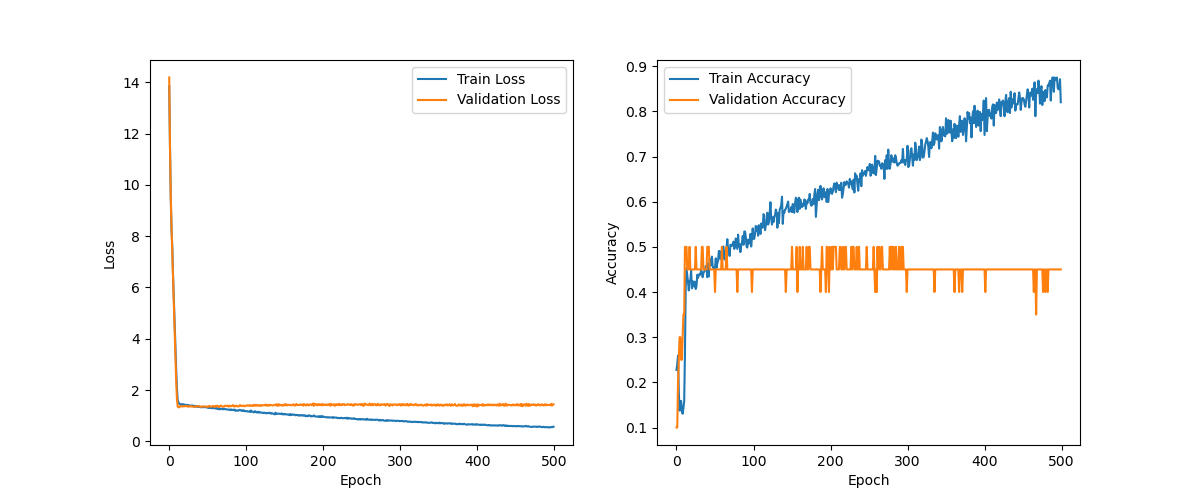 14
12
10
8
6
4
2
0
Loss
0 100 200 300 400 500
Epoch
Train Loss
Validation Loss
0.9
0.8
0.7
0.6
0.5
0.4
0.3
0.2
0.1
Accuracy
0 100 200 300 400 500
Epoch
Train Accuracy
Validation Accuracy